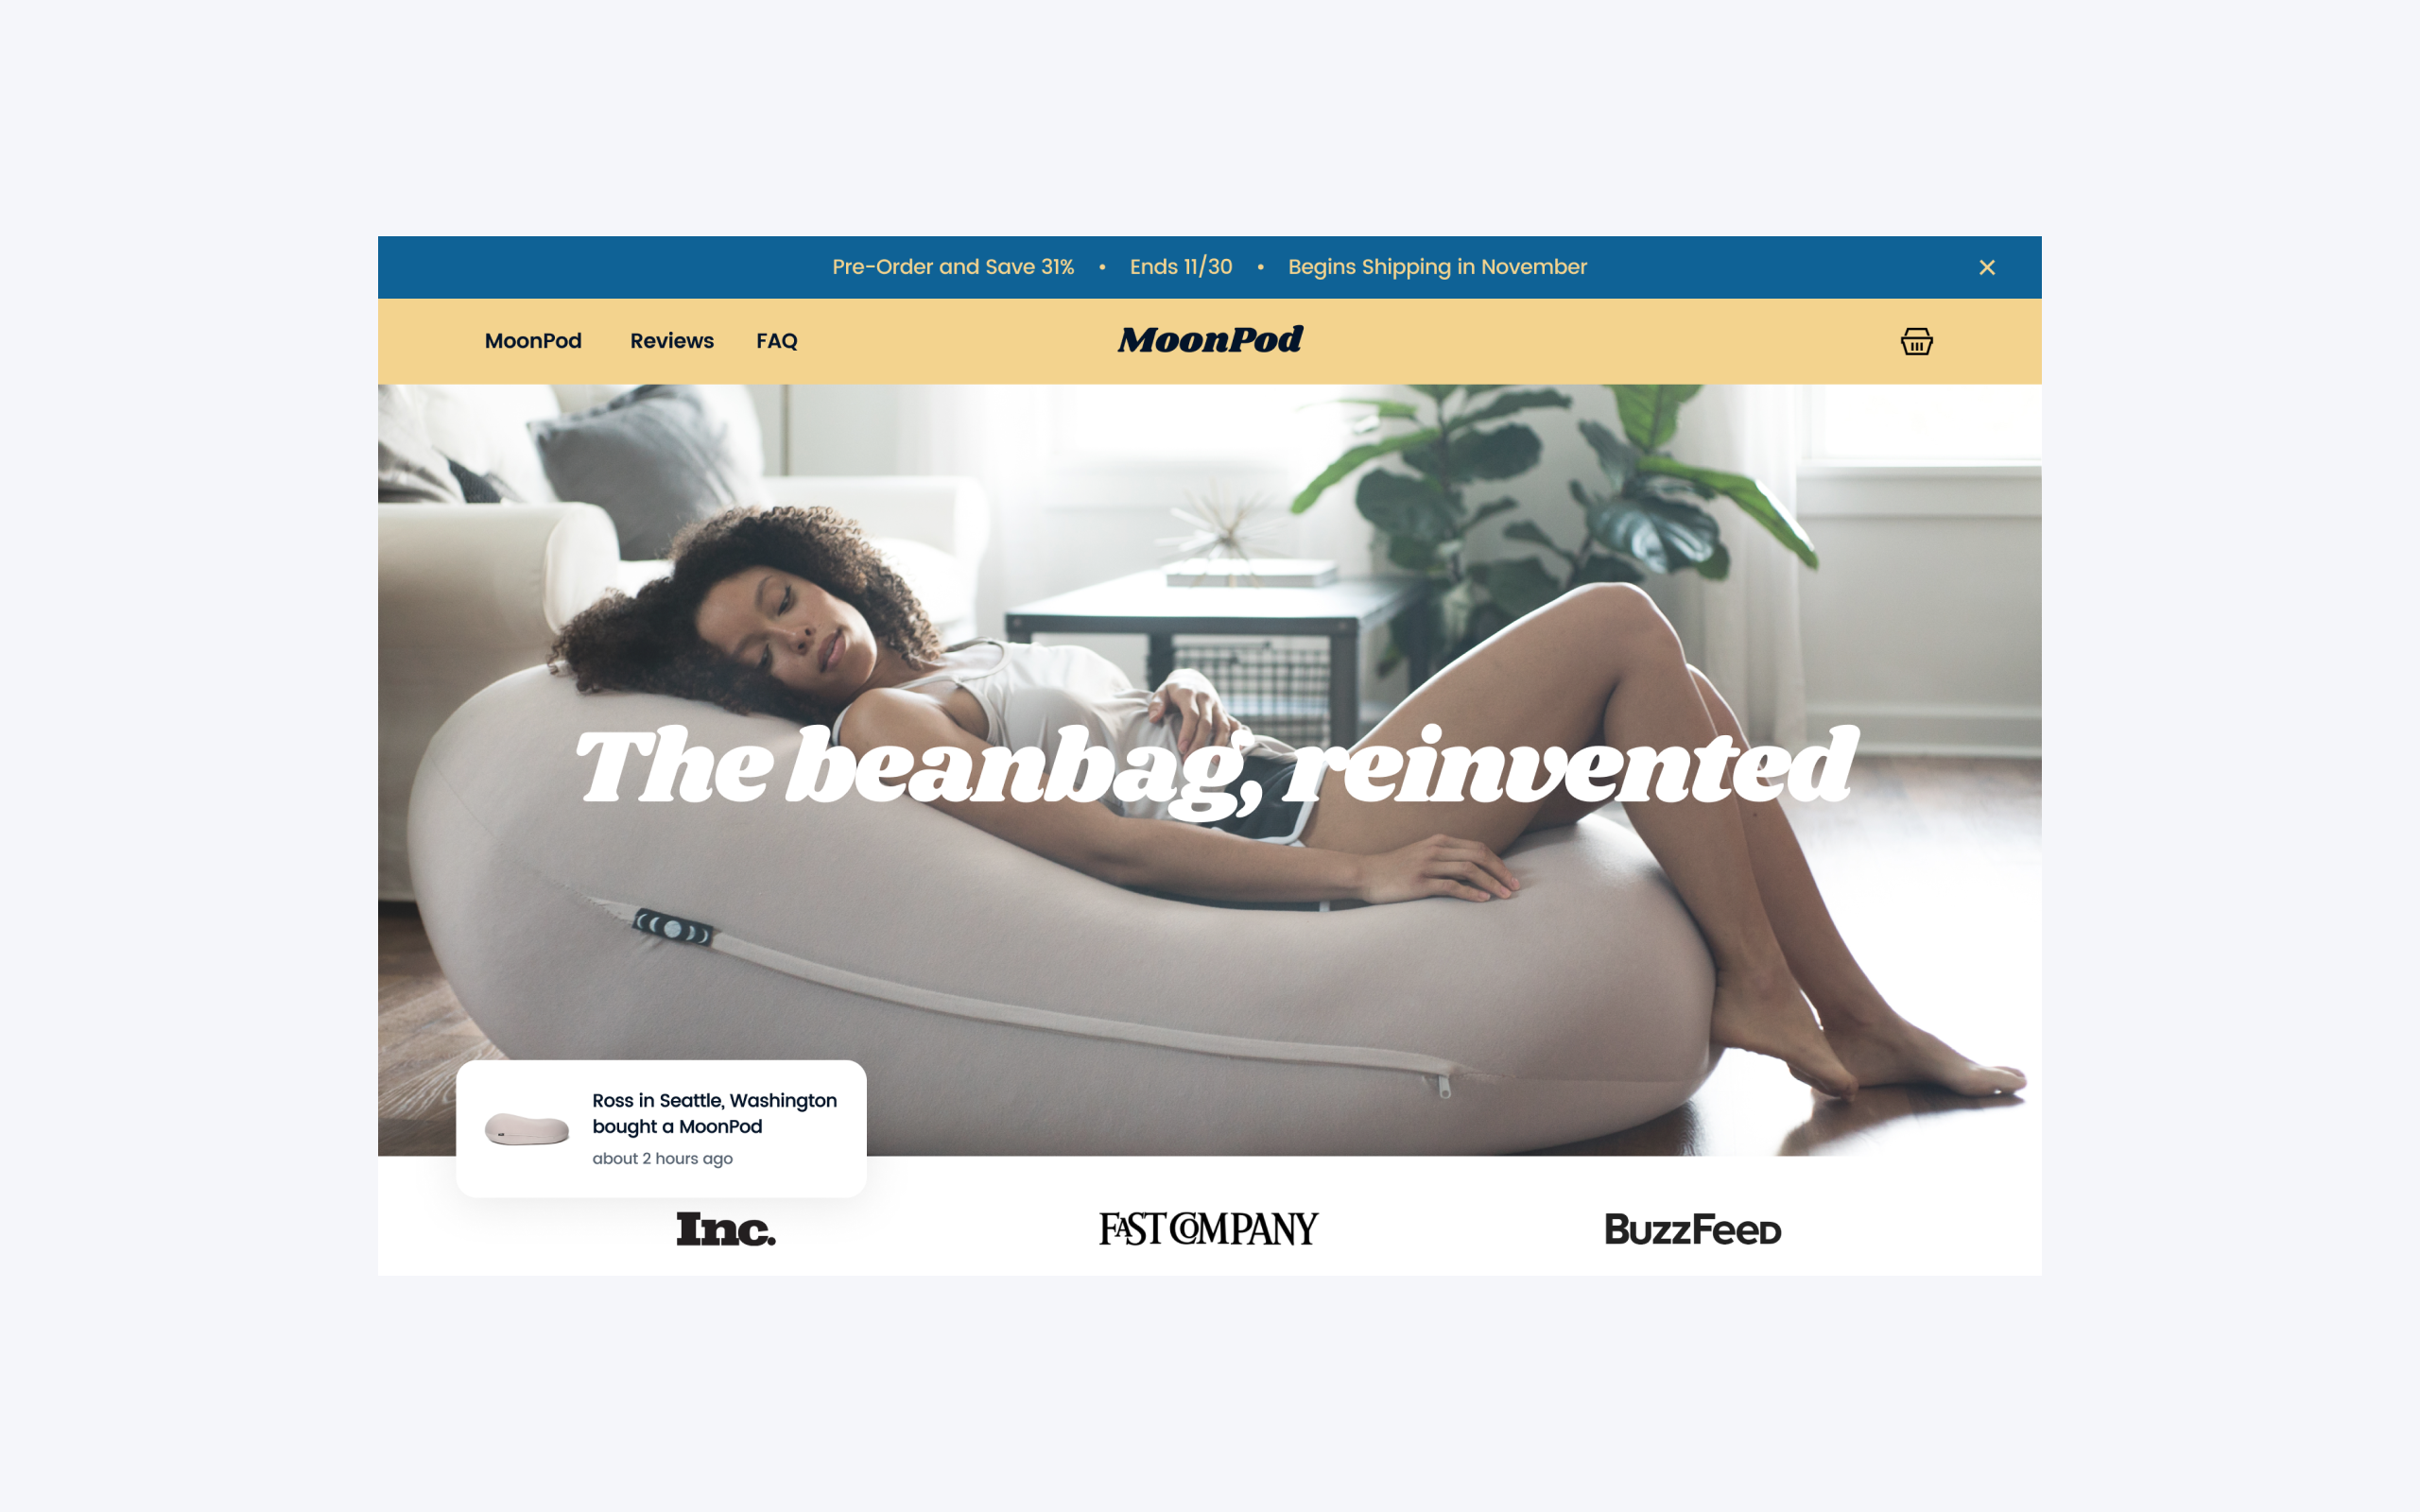 Pre-Order and Save 31% • Ends 11/30 • Begins Shipping in November
MoonPod Reviews FAQ MoonPod
The beanbag, reinvented
Ross in Seattle, Washington
bought a MoonPod
about 2 hours ago
Inc. FAST COMPANY BuzzFeed